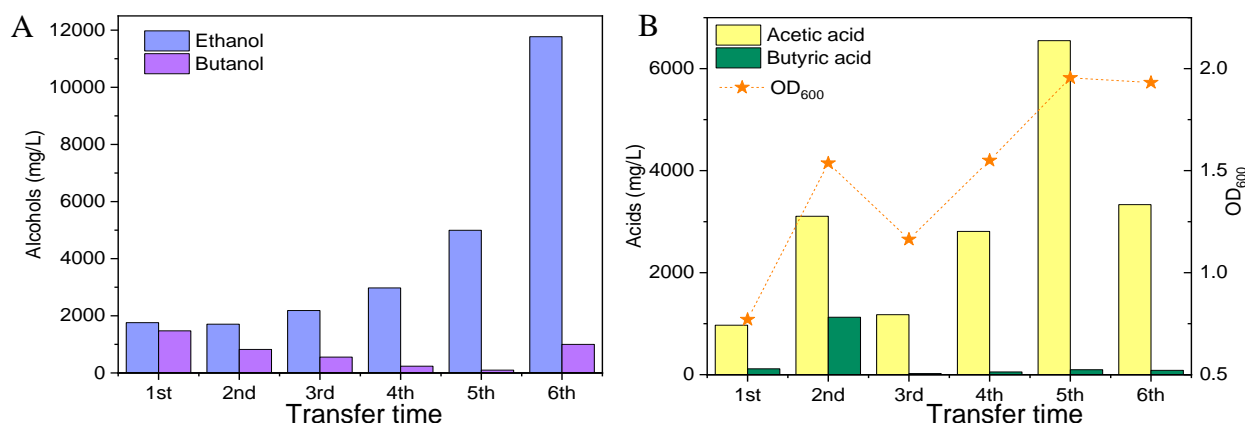 A
Ethanol
Butanol
Alcohols (mg/L)
12000
10000
8000
6000
4000
2000
0
1st 2nd 3rd 4th 5th 6th
Transfer time
B
Acetic acid
Butyric acid
OD600
Acids (mg/L)
6000
4000
2000
0
2.0
1.5
1.0
0.5
OD600
1st 2nd 3rd 4th 5th 6th
Transfer time